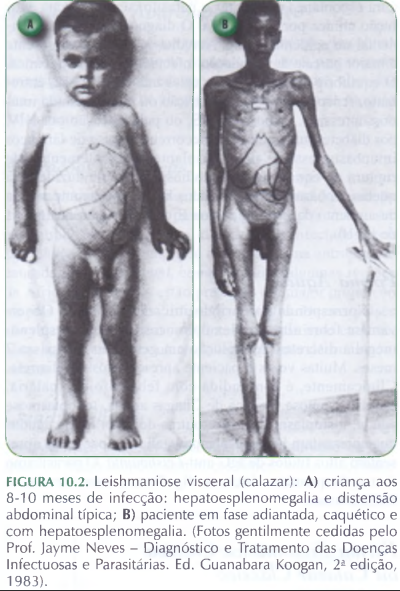 A
B
FIGURA 10.2. Leishmaniose visceral (calazar): A) criança aos
8-10 meses de infecção: hepatoesplenomegalia e distensão
abdominal típica; B) paciente em fase adiantada, caquético e
com hepatoesplenomegalia. (Fotos gentilmente cedidas pelo
Prof. Jayme Neves – Diagnóstico e Tratamento das Doenças
Infectuosas e Parasitárias. Ed. Guanabara Koogan, 2ª edição,
1983).